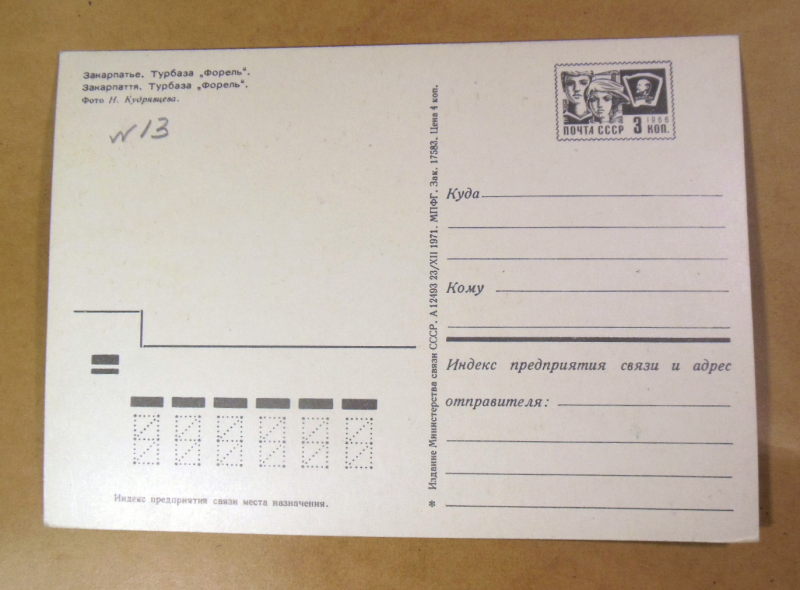 Закарпатье. Турбаза „Форель“.
Закарпаття. Турбаза „Форель“.
Фото Н. Кудрявцева.
N 13
Индекс предприятия связи места назначения.
* Издание Министерства связи СССР. А 12493 23/XII 1971. МПФГ. Зак. 17583. Цена 4 коп.
1966
ПОЧТА СССР 3 КОП.
Куда
Кому
Индекс предприятия связи и адрес
отправителя: